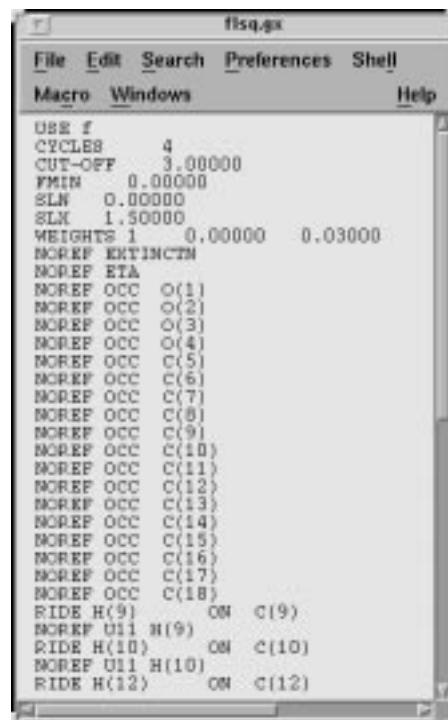 flsq.gx
File Edit Search Preferences Shell
Macro Windows Help
USE f
CYCLES 4
CUT-OFF 3.00000
FMIN 0.00000
SLN 0.00000
SLX 1.50000
WEIGHTS 1 0.00000 0.03000
NOREF EXTINCTN
NOREF ETA
NOREF OCC O(1)
NOREF OCC O(2)
NOREF OCC O(3)
NOREF OCC O(4)
NOREF OCC C(5)
NOREF OCC C(6)
NOREF OCC C(7)
NOREF OCC C(8)
NOREF OCC C(9)
NOREF OCC C(10)
NOREF OCC C(11)
NOREF OCC C(12)
NOREF OCC C(13)
NOREF OCC C(14)
NOREF OCC C(15)
NOREF OCC C(16)
NOREF OCC C(17)
NOREF OCC C(18)
RIDE H(9) ON C(9)
NOREF U11 H(9)
RIDE H(10) ON C(10)
NOREF U11 H(10)
RIDE H(12) ON C(12)